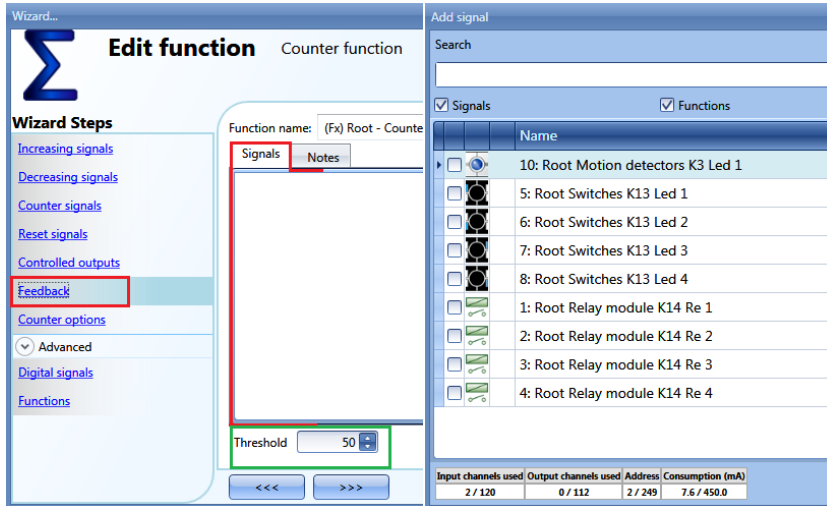 Wizard...
Edit function Counter function
Wizard Steps
Increasing signals
Decreasing signals
Counter signals
Reset signals
Controlled outputs
Feedback
Counter options
Advanced
Digital signals
Functions
Function name: (Fx) Root - Counte
Signals Notes
Threshold 50
<<< >>>
Add signal
Search
Signals Functions
Name
10: Root Motion detectors K3 Led 1
5: Root Switches K13 Led 1
6: Root Switches K13 Led 2
7: Root Switches K13 Led 3
8: Root Switches K13 Led 4
1: Root Relay module K14 Re 1
2: Root Relay module K14 Re 2
3: Root Relay module K14 Re 3
4: Root Relay module K14 Re 4
Input channels used Output channels used Address Consumption (mA)
2 / 120 0 / 112 2 / 249 7.6 / 450.0